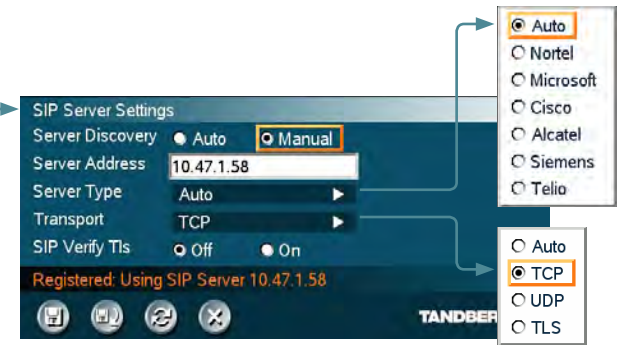 SIP Server Settings
Server Discovery Auto Manual
Server Address 10.47.1.58
Server Type Auto
Transport TCP
SIP Verify Tls Off On
Registered: Using SIP Server 10.47.1.58
TANDBER
Auto
Nortel
Microsoft
Cisco
Alcatel
Siemens
Telio
Auto
TCP
UDP
TLS